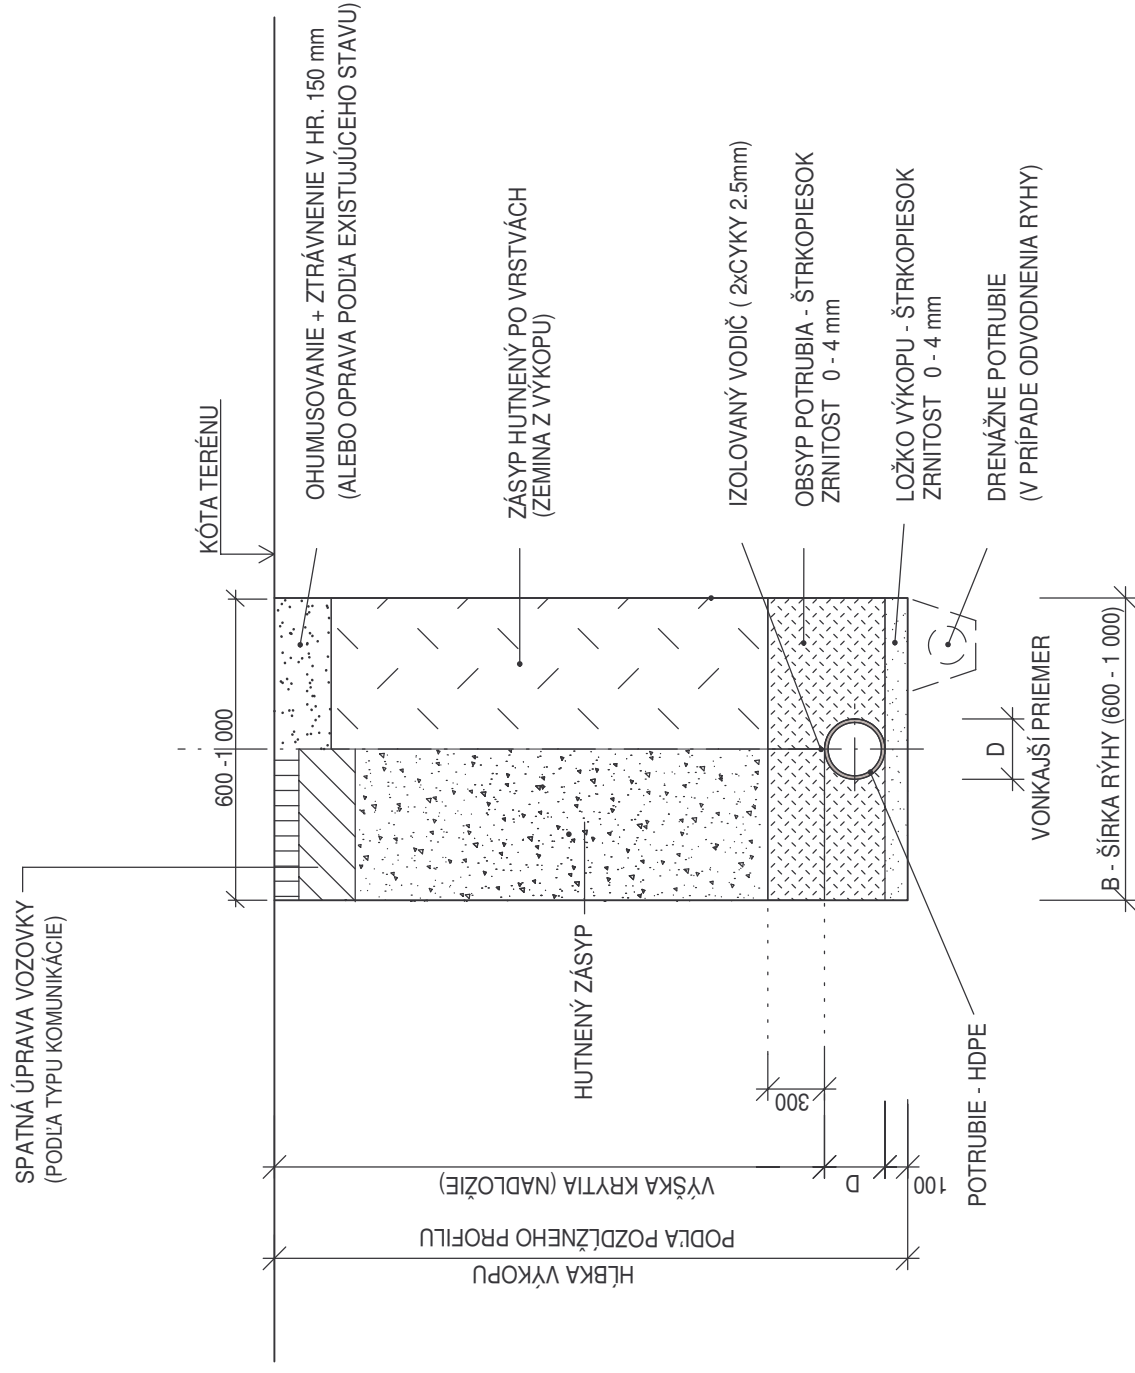 SPATNÁ ÚPRAVA VOZOVKY
(PODĽA TYPU KOMUNIKÁCIE)
600 -1 000
KÓTA TERÉNU
OHUMUSOVANIE + ZTRÁVNENIE V HR. 150 mm
(ALEBO OPRAVA PODĽA EXISTUJÚCEHO STAVU)
ZÁSYP HUTNENÝ PO VRSTVÁCH
(ZEMINA Z VÝKOPU)
HUTNENÝ ZÁSYP
IZOLOVANÝ VODIČ ( 2xCYKY 2.5mm)
OBSYP POTRUBIA - ŠTRKOPIESOK
ZRNITOST 0 - 4 mm
LOŽKO VÝKOPU - ŠTRKOPIESOK
ZRNITOST 0 - 4 mm
DRENÁŽNE POTRUBIE
(V PRÍPADE ODVODNENIA RYHY)
300
VÝŠKA KRYTIA (NADLOŽIE)
D
100
PODĽA POZDĹŽNEHO PROFILU
HĹBKA VÝKOPU
POTRUBIE - HDPE
D
VONKAJŠÍ PRIEMER
B - ŠÍRKA RÝHY (600 - 1 000)